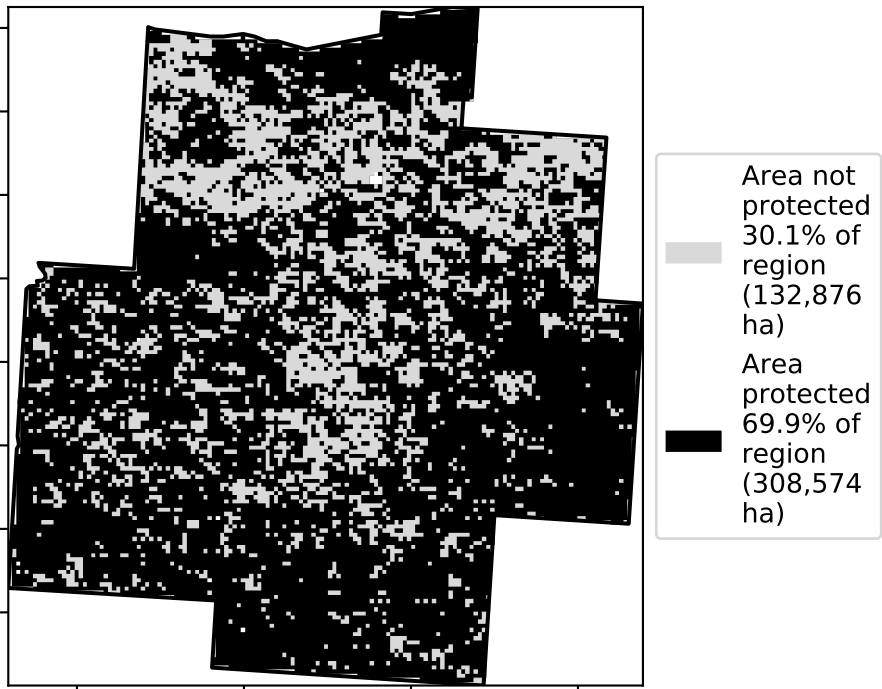 Area not
protected
30.1% of
region
(132,876
ha)
Area
protected
69.9% of
region
(308,574
ha)